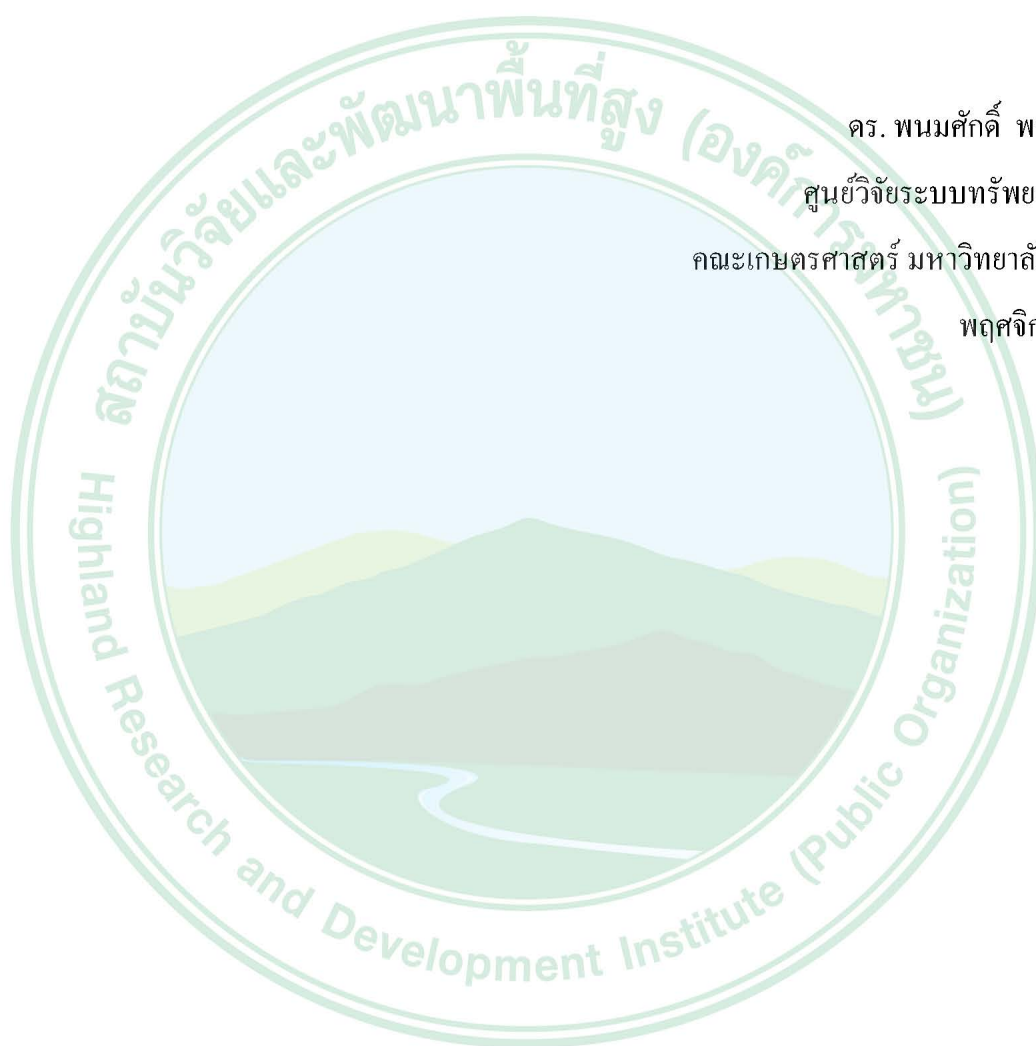 สถาบันวิจัยและพัฒนาพื้นที่สูง (องค์การมหาชน)
ดร. พนมศักดิ์ พ
ศูนย์วิจัยระบบทรัพย
คณะเกษตรศาสตร์ มหาวิทยาลั
พฤศจิก
Highland Research and Development Institute (Public Organization)